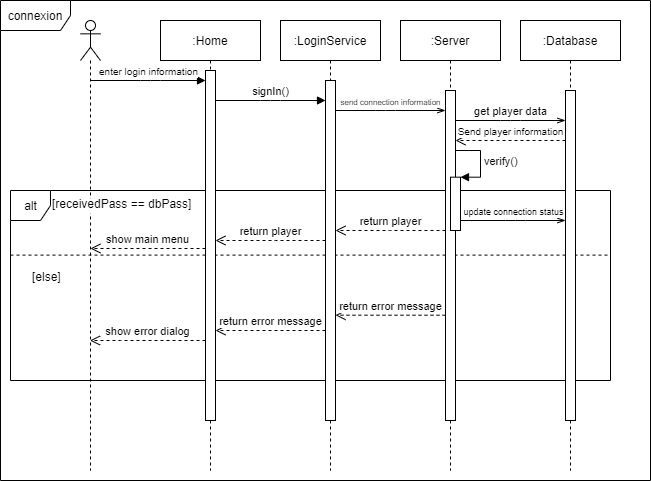 connexion
:Home
:LoginService
:Server
:Database
enter login information
signIn()
send connection information
get player data
Send player information
verify()
alt
[receivedPass == dbPass]
update connection status
return player
return player
show main menu
[else]
return error message
return error message
show error dialog